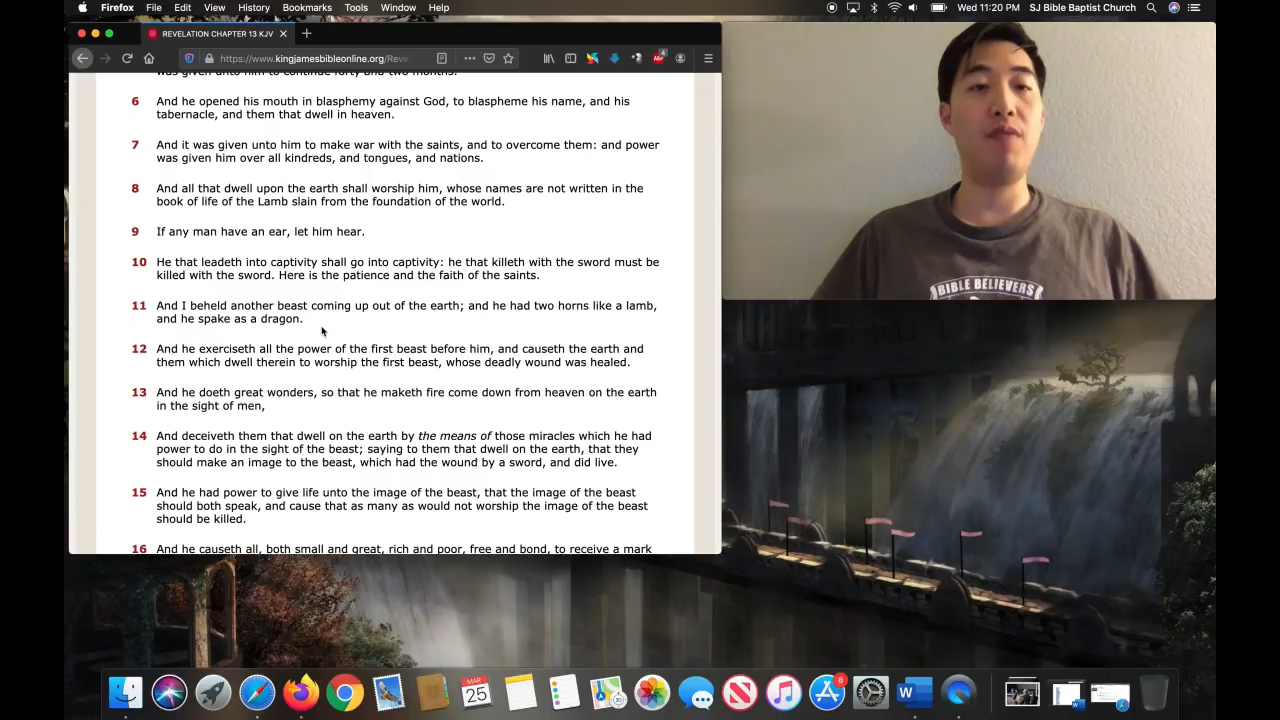 Firefox File Edit View History Bookmarks Tools Window Help Wed 11:20 PM SJ Bible Baptist Church
REVELATION CHAPTER 13 KJV
https://www.kingjamesbibleonline.org/Reve
was given unto him to continue forty and two months.
6 And he opened his mouth in blasphemy against God, to blaspheme his name, and his
tabernacle, and them that dwell in heaven.
7 And it was given unto him to make war with the saints, and to overcome them: and power
was given him over all kindreds, and tongues, and nations.
8 And all that dwell upon the earth shall worship him, whose names are not written in the
book of life of the Lamb slain from the foundation of the world.
9 If any man have an ear, let him hear.
10 He that leadeth into captivity shall go into captivity: he that killeth with the sword must be
killed with the sword. Here is the patience and the faith of the saints.
11 And I beheld another beast coming up out of the earth; and he had two horns like a lamb,
and he spake as a dragon.
12 And he exerciseth all the power of the first beast before him, and causeth the earth and
them which dwell therein to worship the first beast, whose deadly wound was healed.
13 And he doeth great wonders, so that he maketh fire come down from heaven on the earth
in the sight of men,
14 And deceiveth them that dwell on the earth by the means of those miracles which he had
power to do in the sight of the beast; saying to them that dwell on the earth, that they
should make an image to the beast, which had the wound by a sword, and did live.
15 And he had power to give life unto the image of the beast, that the image of the beast
should both speak, and cause that as many as would not worship the image of the beast
should be killed.
16 And he causeth all, both small and great, rich and poor, free and bond, to receive a mark
BIBLE BELIEVERS
MAR
25
8